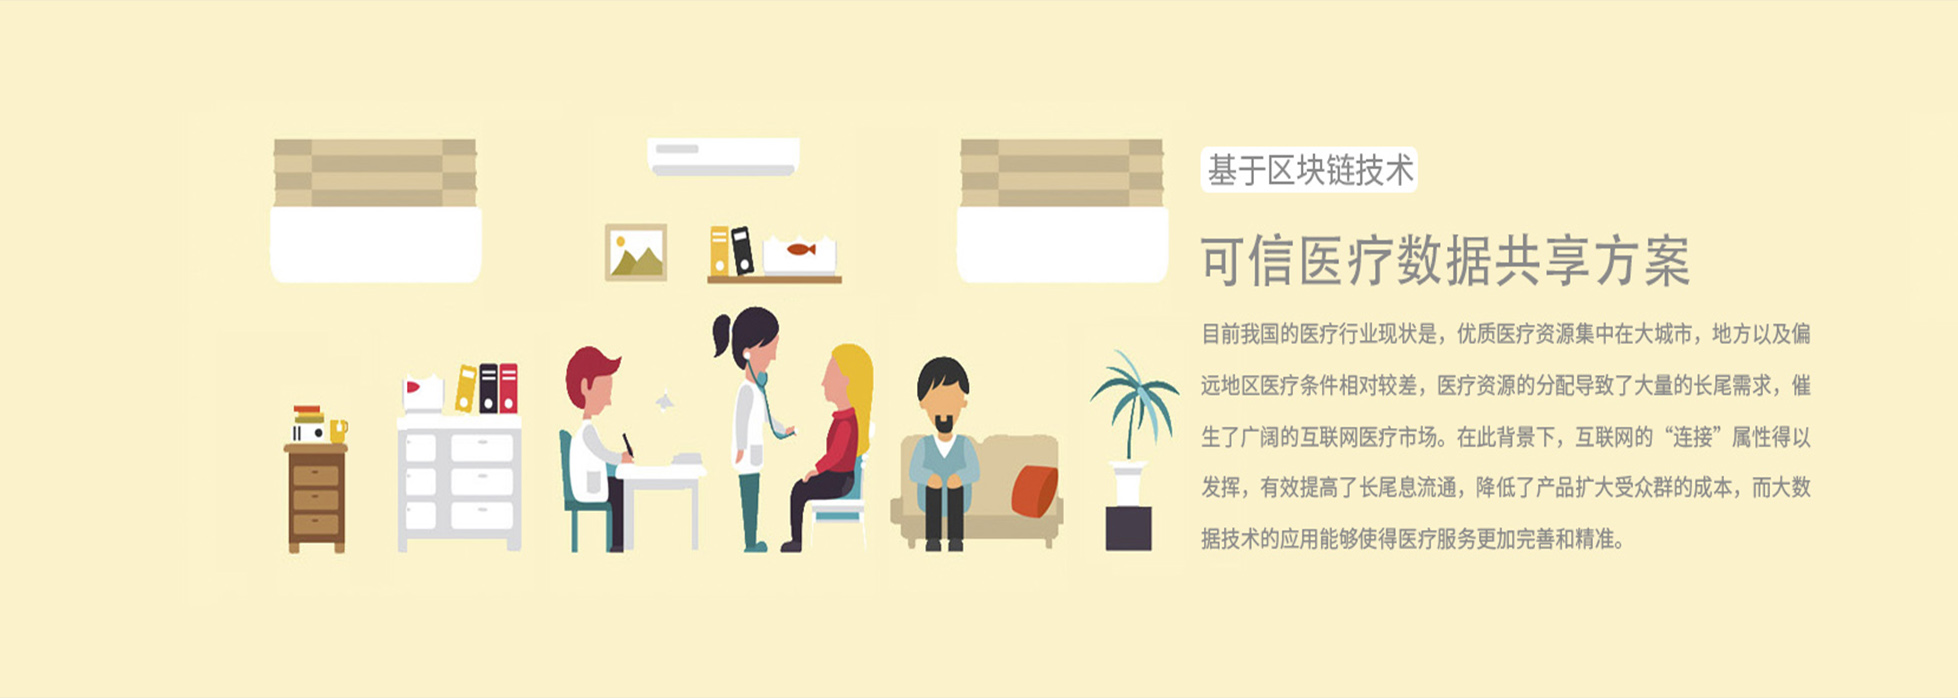 基于区块链技术
可信医疗数据共享方案
目前我国的医疗行业现状是，优质医疗资源集中在大城市，地方以及偏
远地区医疗条件相对较差，医疗资源的分配导致了大量的长尾需求，催
生了广阔的互联网医疗市场。在此背景下，互联网的“连接”属性得以
发挥，有效提高了长尾息流通，降低了产品扩大受众群的成本，而大数
据技术的应用能够使得医疗服务更加完善和精准。